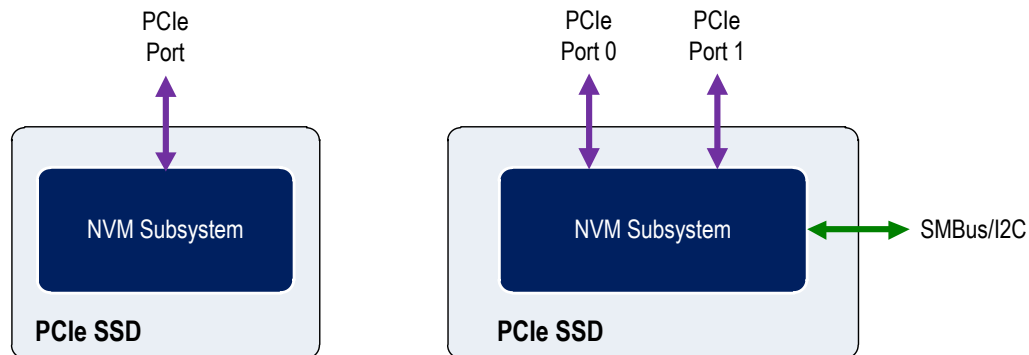 PCIe
Port
NVM Subsystem
PCIe SSD
PCIe
Port 0
PCIe
Port 1
NVM Subsystem
SMBus/I2C
PCIe SSD